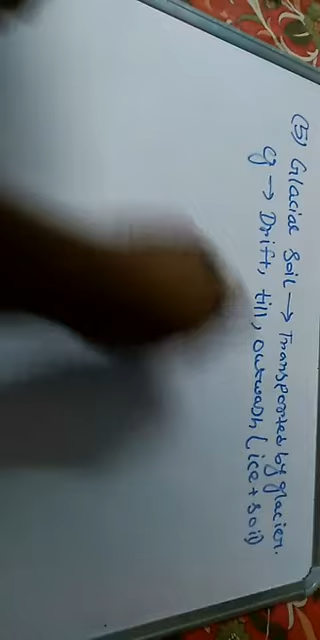 (5) Glacial Soil → Transported by glacier.
eg → Drift, till, outwash (ice + soil)